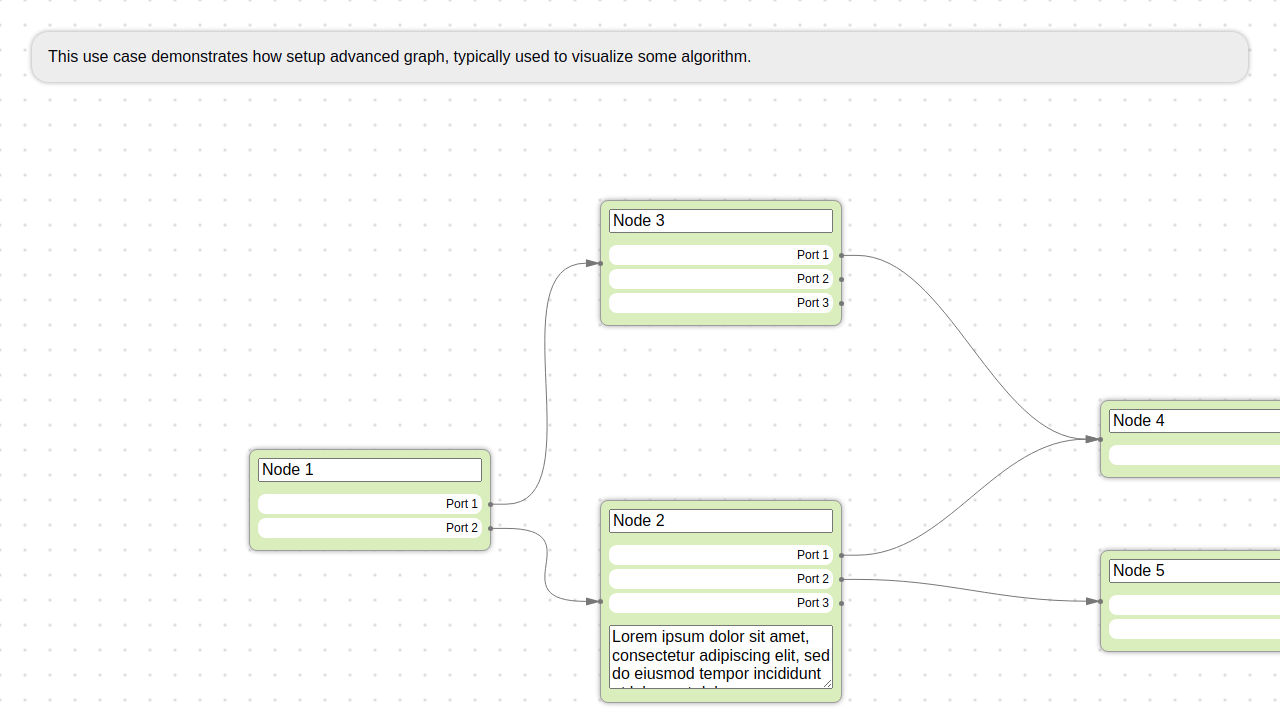 This use case demonstrates how setup advanced graph, typically used to visualize some algorithm.
Node 3
Port 1
Port 2
Port 3
Node 4
Node 1
Port 1
Port 2
Node 2
Port 1
Port 2
Port 3
Lorem ipsum dolor sit amet,
consectetur adipiscing elit, sed
do eiusmod tempor incididunt
Node 5